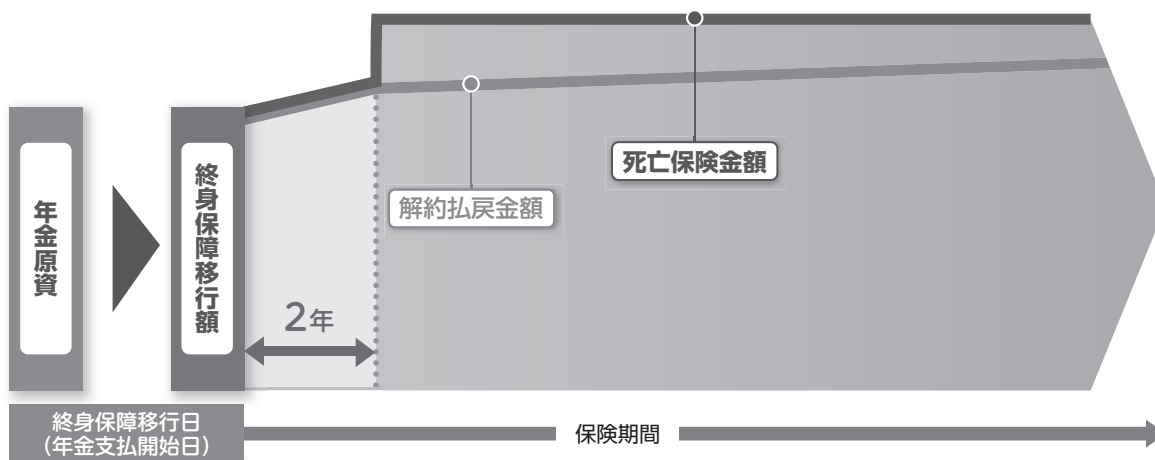 年金原資
終身保障移行額
2年
解約払戻金額
死亡保険金額
終身保障移行日
（年金支払開始日）
保険期間